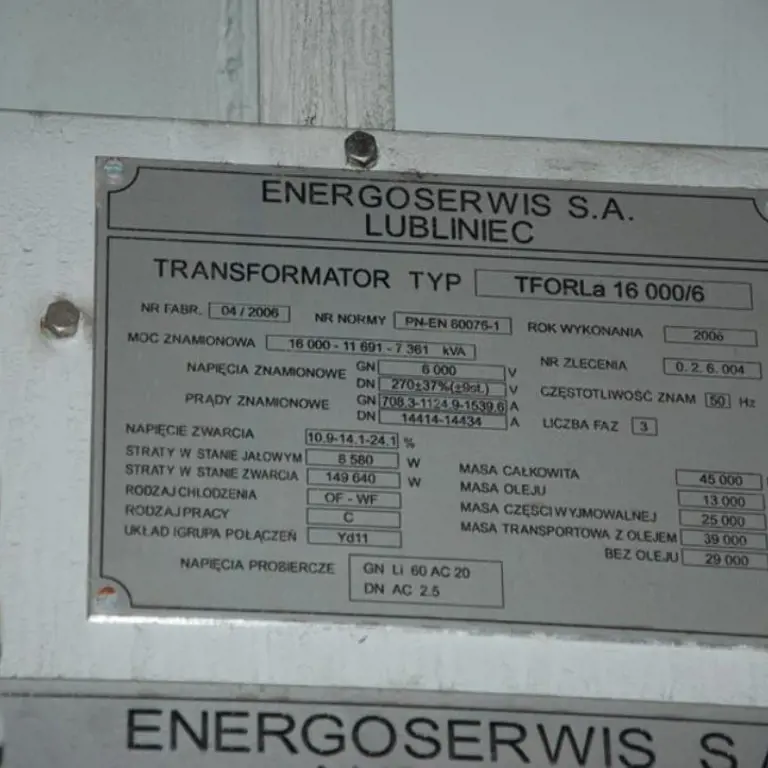 ENERGOSERWIS S.A.
LUBLINIEC
TRANSFORMATOR TYP TFORLa 16 000/6
NR FABR. 04 / 2006 NR NORMY PN-EN 60076-1 ROK WYKONANIA 2006
MOC ZNAMIONOWA 16 000 - 11 691 - 7 361 kVA NR ZLECENIA 0. 2. 6. 004
NAPIĘCIA ZNAMIONOWE GN 6 000 V
DN 270±37%(±9st.) V CZĘSTOTLIWOŚĆ ZNAM 50 Hz
PRĄDY ZNAMIONOWE GN 708.3-1124.9-1539.6 A
DN 14414-14434 A LICZBA FAZ 3
NAPIĘCIE ZWARCIA 10.9-14.1-24.1 %
STRATY W STANIE JAŁOWYM 8 580 W
STRATY W STANIE ZWARCIA 149 640 W
RODZAJ CHŁODZENIA OF - WF
RODZAJ PRACY C
UKŁAD I GRUPA POŁĄCZEŃ Yd11
MASA CAŁKOWITA 45 000
MASA OLEJU 13 000
MASA CZĘŚCI WYJMOWALNEJ 25 000
MASA TRANSPORTOWA Z OLEJEM 39 000
BEZ OLEJU 29 000
NAPIĘCIA PROBIERCZE GN Li 60 AC 20
DN AC 2.5
ENERGOSERWIS S.A.